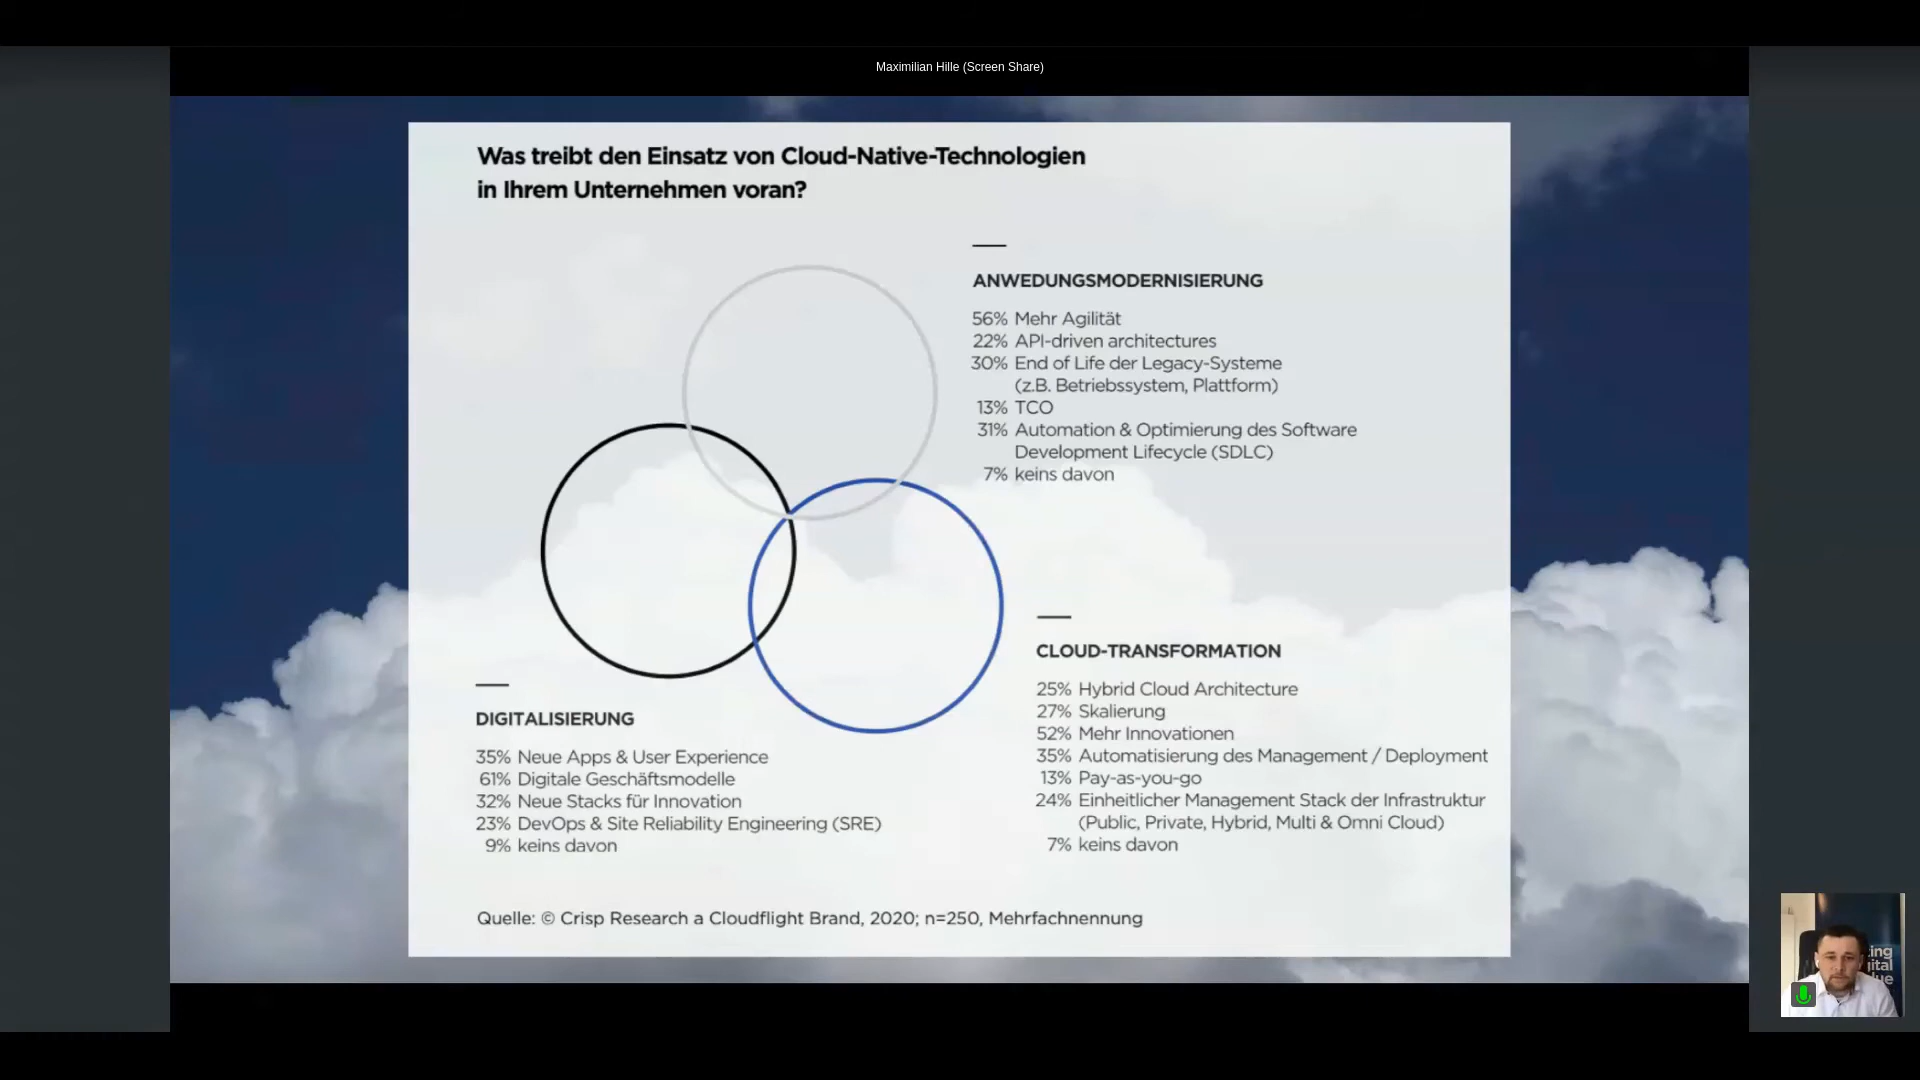 Maximilian Hille (Screen Share)
Was treibt den Einsatz von Cloud-Native-Technologien
in Ihrem Unternehmen voran?
ANWEDUNGSMODERNISIERUNG
56% Mehr Agilität
22% API-driven architectures
30% End of Life der Legacy-Systeme
(z.B. Betriebssystem, Plattform)
13% TCO
31% Automation & Optimierung des Software
Development Lifecycle (SDLC)
7% keins davon
CLOUD-TRANSFORMATION
25% Hybrid Cloud Architecture
27% Skalierung
52% Mehr Innovationen
35% Automatisierung des Management / Deployment
13% Pay-as-you-go
24% Einheitlicher Management Stack der Infrastruktur
(Public, Private, Hybrid, Multi & Omni Cloud)
7% keins davon
DIGITALISIERUNG
35% Neue Apps & User Experience
61% Digitale Geschäftsmodelle
32% Neue Stacks für Innovation
23% DevOps & Site Reliability Engineering (SRE)
9% keins davon
Quelle: © Crisp Research a Cloudflight Brand, 2020; n=250, Mehrfachnennung